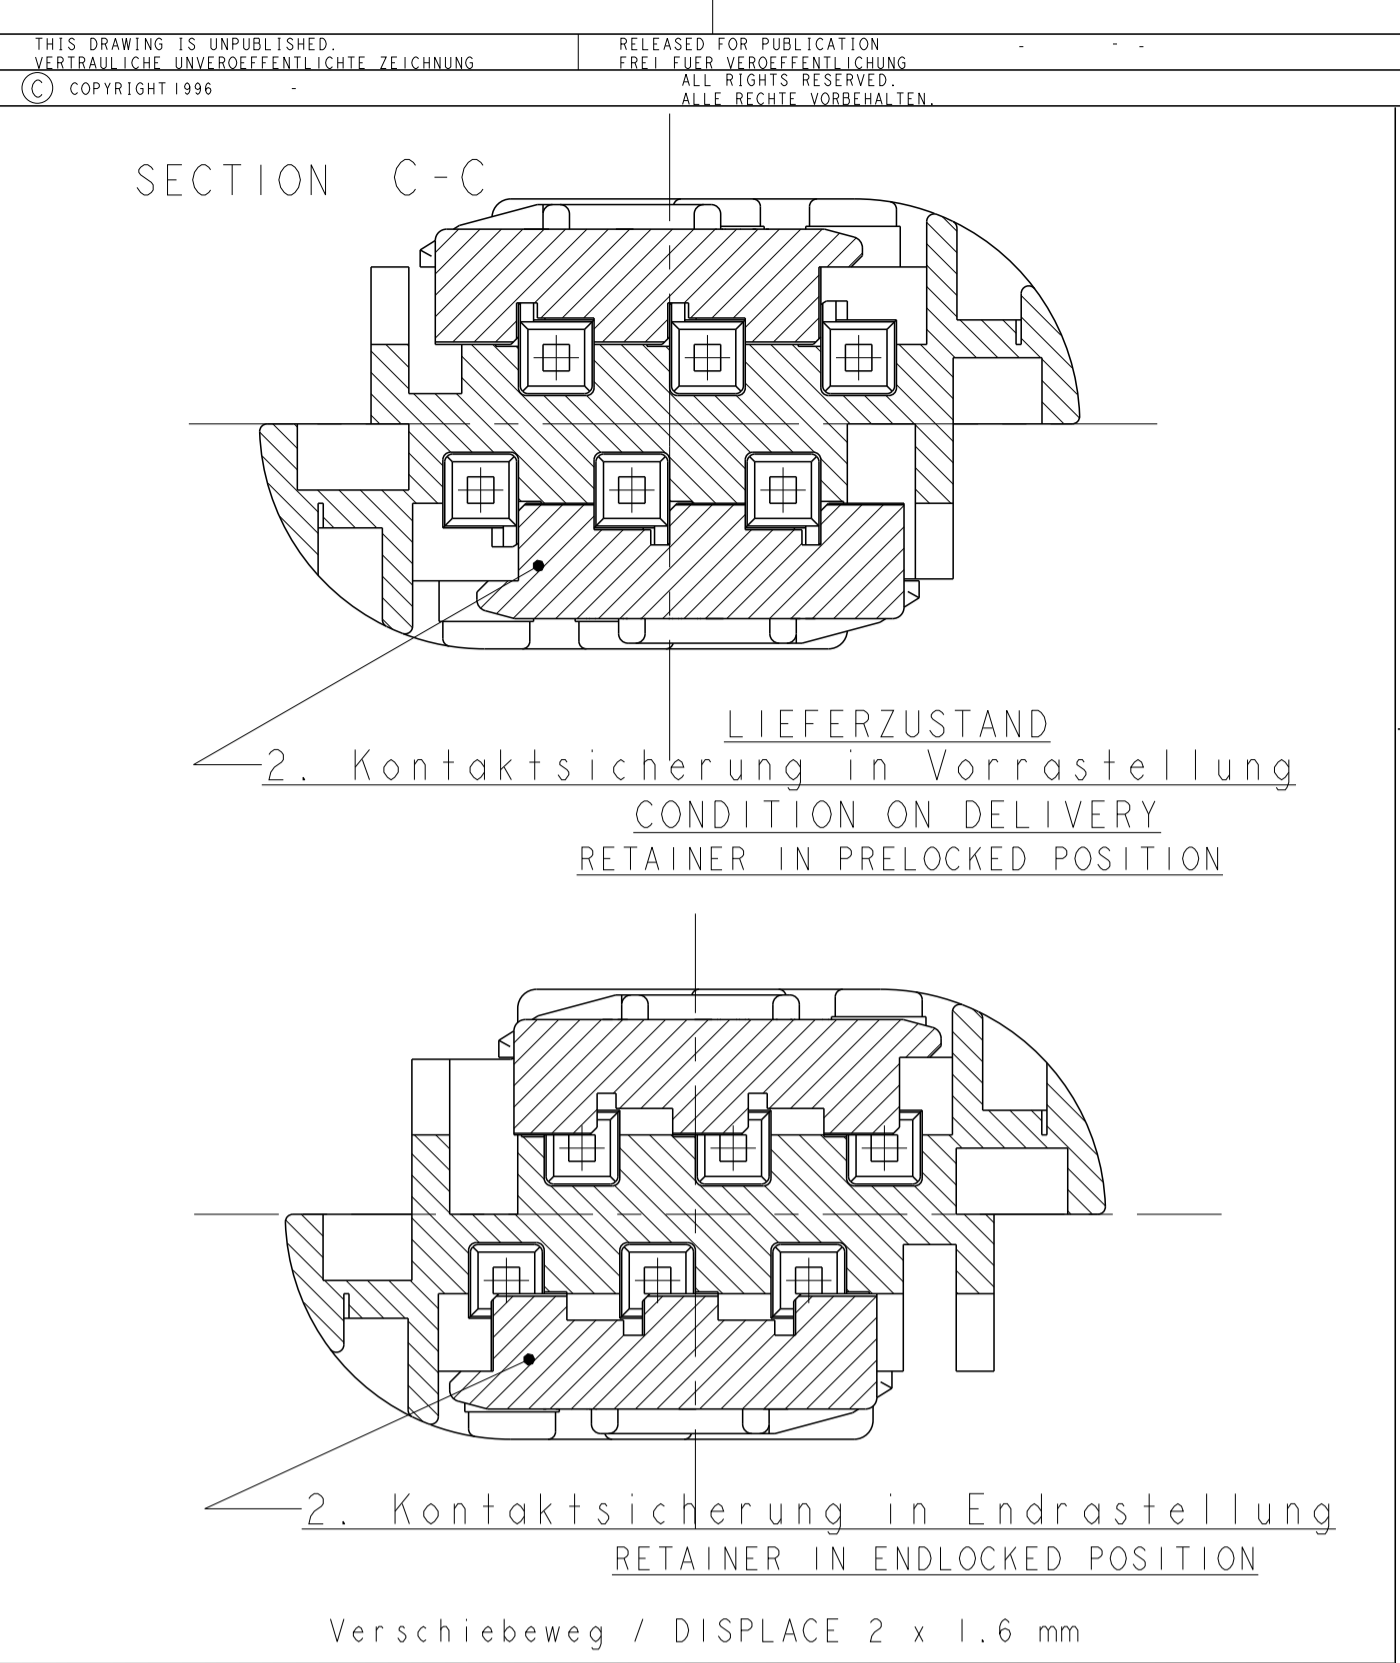 THIS DRAWING IS UNPUBLISHED.
VERTRAULICHE UNVEROEFFENTLICHTE ZEICHNUNG
RELEASED FOR PUBLICATION - - -
FREI FUER VEROEFFENTLICHUNG
© COPYRIGHT 1996 -
ALL RIGHTS RESERVED.
ALLE RECHTE VORBEHALTEN.
SECTION C-C
LIEFERZUSTAND
2. Kontaktsicherung in Vorrastellung
CONDITION ON DELIVERY
RETAINER IN PRELOCKED POSITION
2. Kontaktsicherung in Endrastellung
RETAINER IN ENDLOCKED POSITION
Verschiebeweg / DISPLACE 2 x 1.6 mm